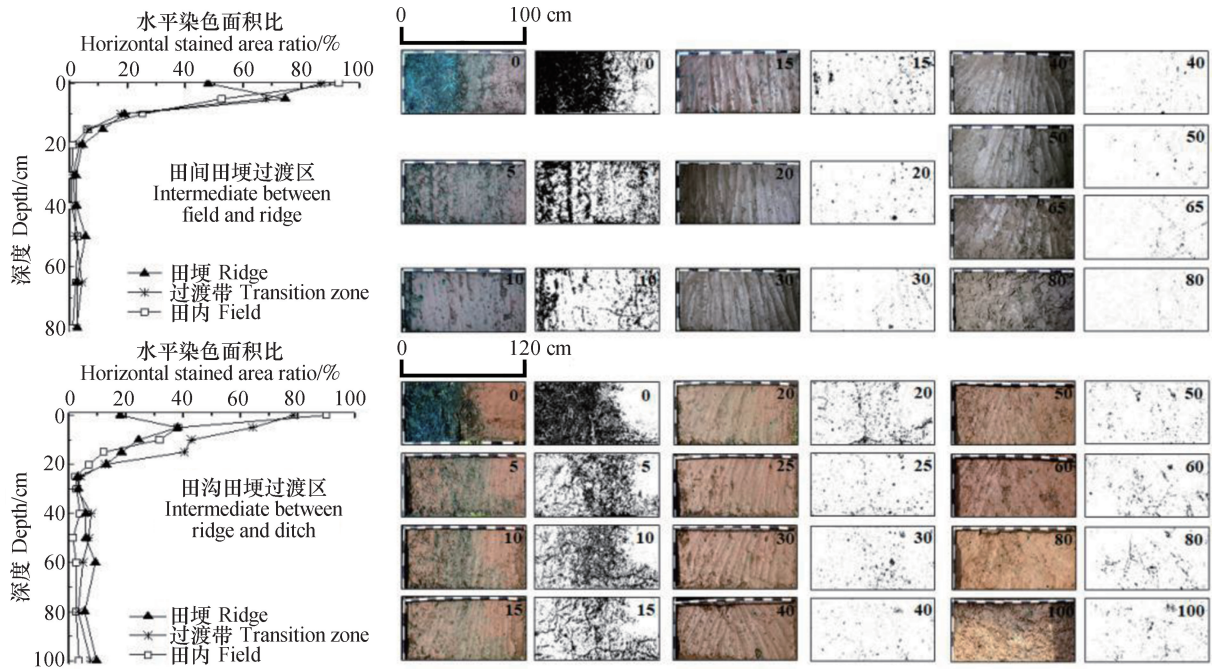 水平染色面积比
Horizontal stained area ratio/%
0 20 40 60 80 100
0
20
40
60
80
深度 Depth/cm
田间田埂过渡区
Intermediate between
field and ridge
田埂 Ridge
过渡带 Transition zone
田内 Field
0 100 cm
0 0 15 15 40 40
50 50
5 5 20 20
65 65
10 10 30 30 80 80
水平染色面积比
Horizontal stained area ratio/%
0 20 40 60 80 100
0
20
40
60
80
100
深度 Depth/cm
田沟田埂过渡区
Intermediate between
ridge and ditch
田埂 Ridge
过渡带 Transition zone
田内 Field
0 120 cm
0 0 20 20 50 50
5 5 25 25 60 60
10 10 30 30 80 80
15 15 40 40 100 100